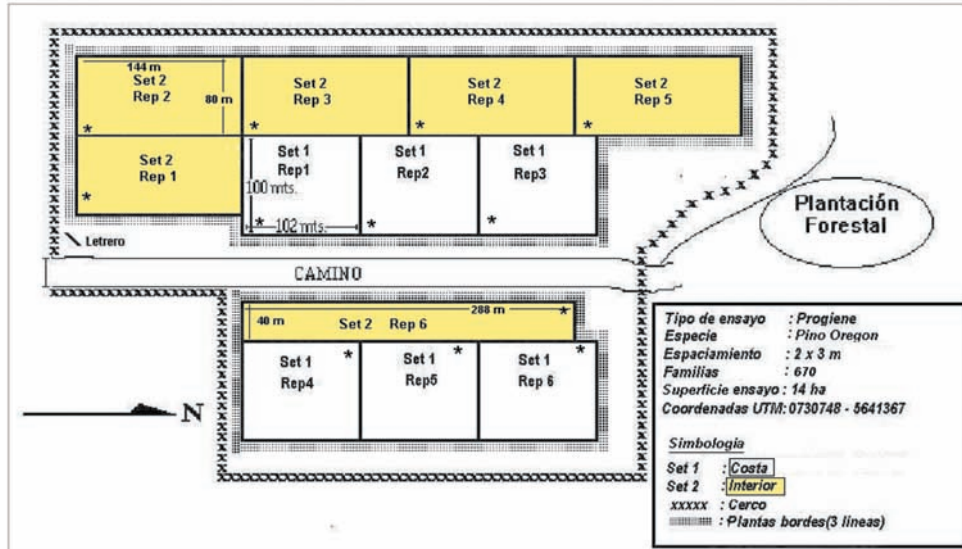 144 m
Set 2
Rep 2
80 m
Set 2
Rep 3
Set 2
Rep 4
Set 2
Rep 5
Set 2
Rep 1
Set 1
Rep1
100 mts.
102 mts.
Set 1
Rep2
Set 1
Rep3
Plantación
Forestal
Letrero
CAMINO
288 m
40 m
Set 2 Rep 6
Set 1
Rep4
Set 1
Rep5
Set 1
Rep 6
N
Tipo de ensayo : Progiene
Especie : Pino Oregon
Espaciamiento : 2 x 3 m
Familias : 670
Superficie ensayo : 14 ha
Coordenadas UTM: 0730748 - 5641367
Simbologia
Set 1 : Costa
Set 2 : Interior
xxxxx : Cerco
: Plantas bordes(3 lineas)